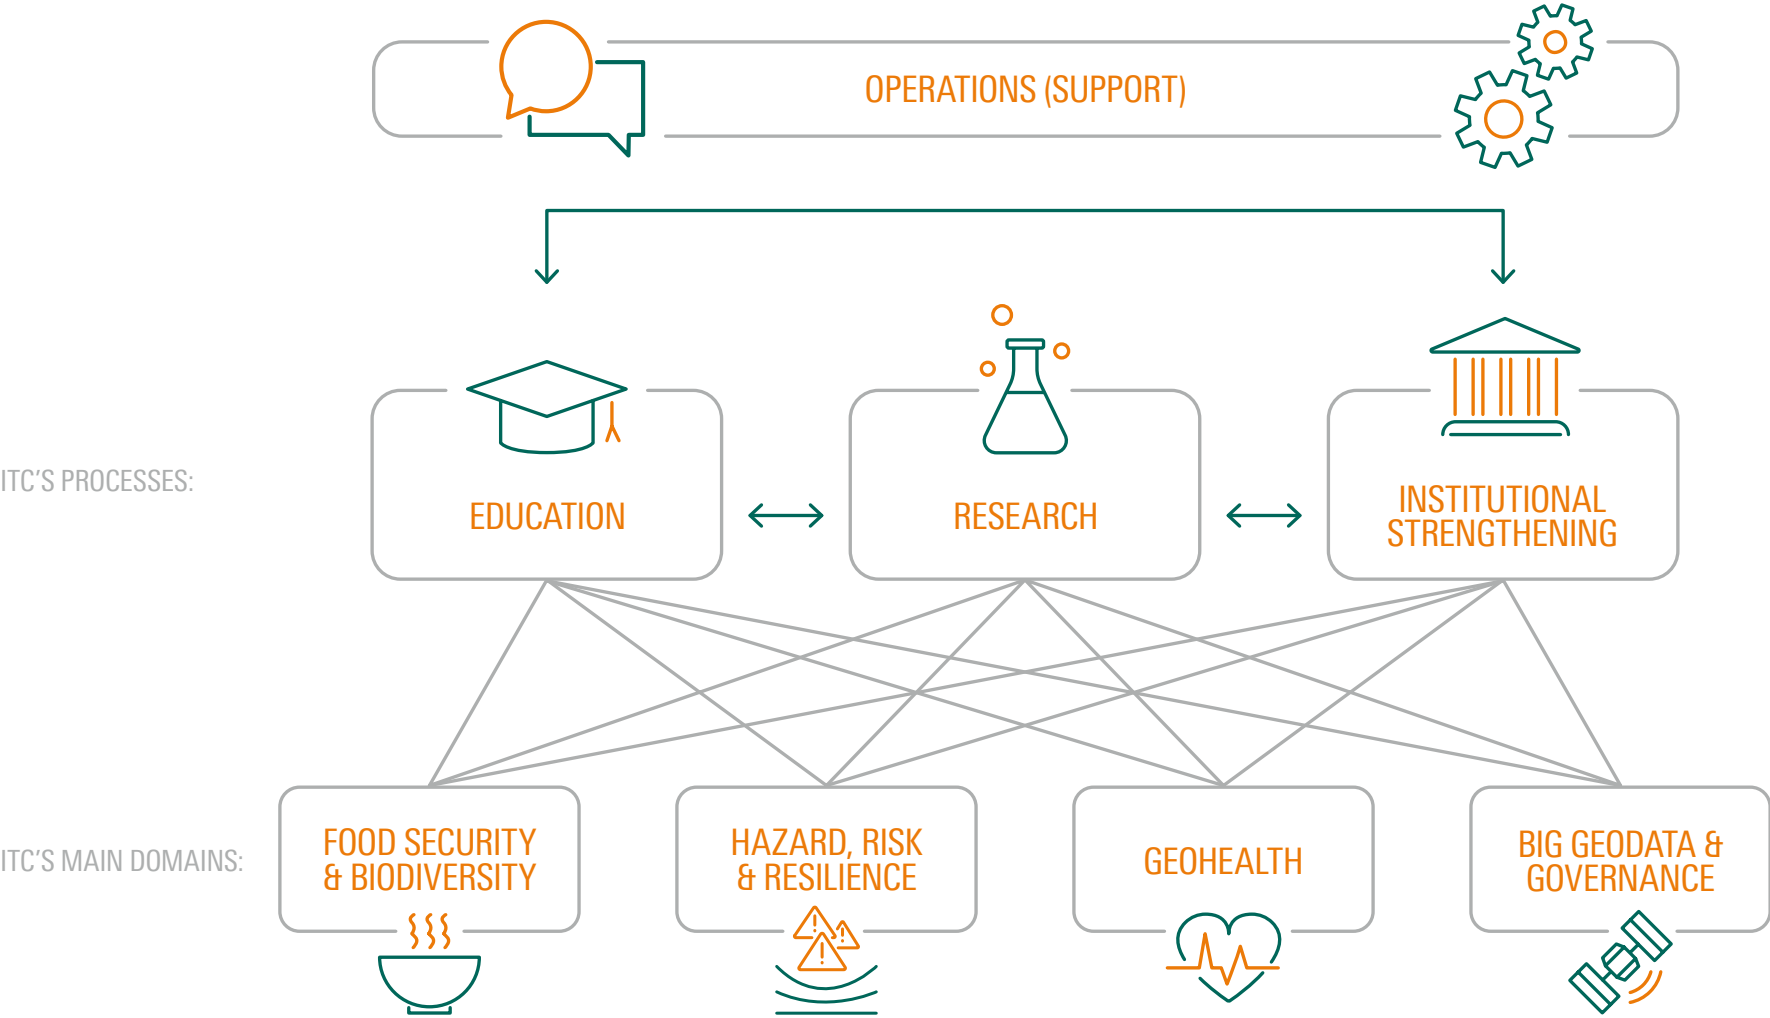 OPERATIONS (SUPPORT)
ITC'S PROCESSES:
EDUCATION
RESEARCH
INSTITUTIONAL
STRENGTHENING
ITC'S MAIN DOMAINS:
FOOD SECURITY
& BIODIVERSITY
HAZARD, RISK
& RESILIENCE
GEOHEALTH
BIG GEODATA &
GOVERNANCE